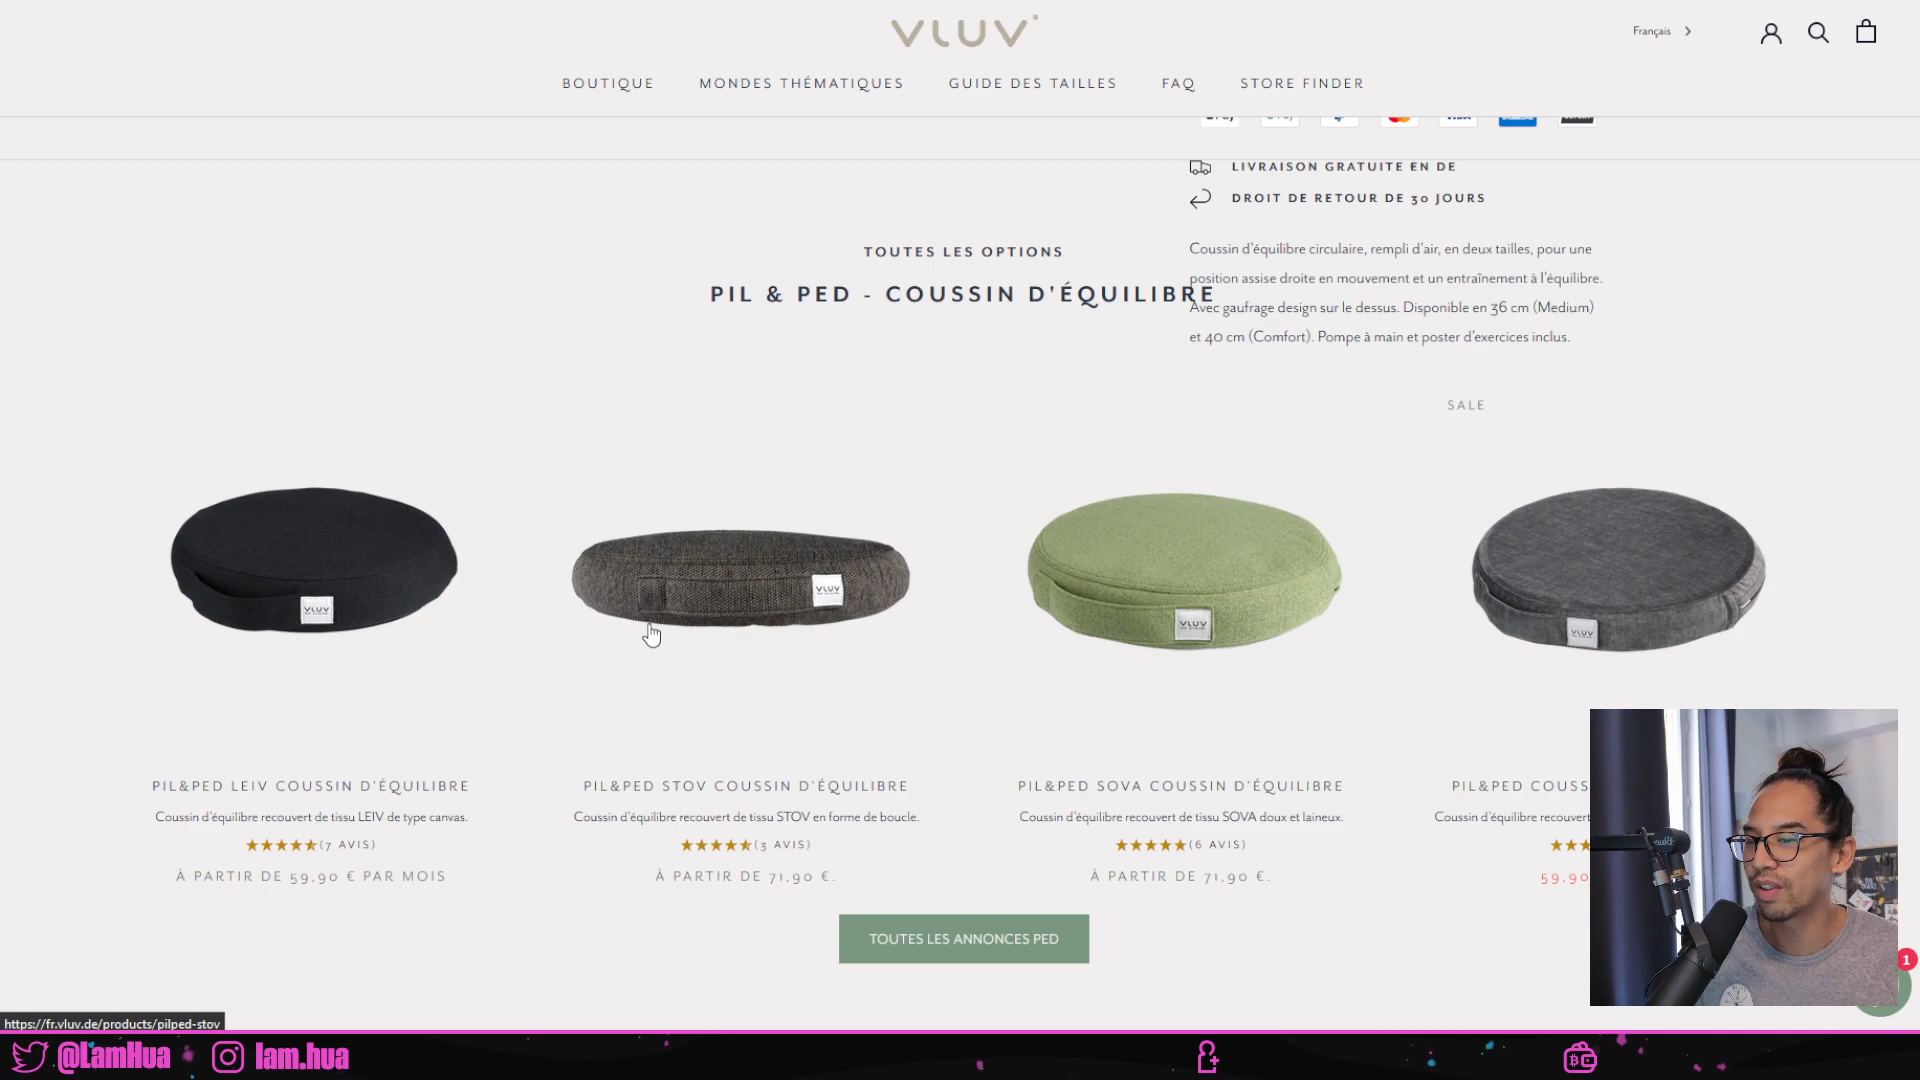 VLUV
Français
BOUTIQUE
MONDES THÉMATIQUES
GUIDE DES TAILLES
FAQ
STORE FINDER
LIVRAISON GRATUITE EN DE
DROIT DE RETOUR DE 30 JOURS
TOUTES LES OPTIONS
PIL & PED - COUSSIN D'ÉQUILIBRE
Coussin d'équilibre circulaire, rempli d'air, en deux tailles, pour une
position assise droite en mouvement et un entraînement à l'équilibre.
Avec gaufrage design sur le dessus. Disponible en 36 cm (Medium)
et 40 cm (Comfort). Pompe à main et poster d'exercices inclus.
SALE
VLUV
VLUV
VLUV
VLUV
PIL&PED LEIV COUSSIN D'ÉQUILIBRE
Coussin d'équilibre recouvert de tissu LEIV de type canvas.
(7 AVIS)
À PARTIR DE 59,90 € PAR MOIS
PIL&PED STOV COUSSIN D'ÉQUILIBRE
Coussin d'équilibre recouvert de tissu STOV en forme de boucle.
(3 AVIS)
À PARTIR DE 71,90 €.
PIL&PED SOVA COUSSIN D'ÉQUILIBRE
Coussin d'équilibre recouvert de tissu SOVA doux et laineux.
(6 AVIS)
À PARTIR DE 71,90 €.
PIL&PED COUSS
Coussin d'équilibre recouvert
59,90
TOUTES LES ANNONCES PED
1
https://fr.vluv.de/products/pilped-stov
@LamHua
lam.hua